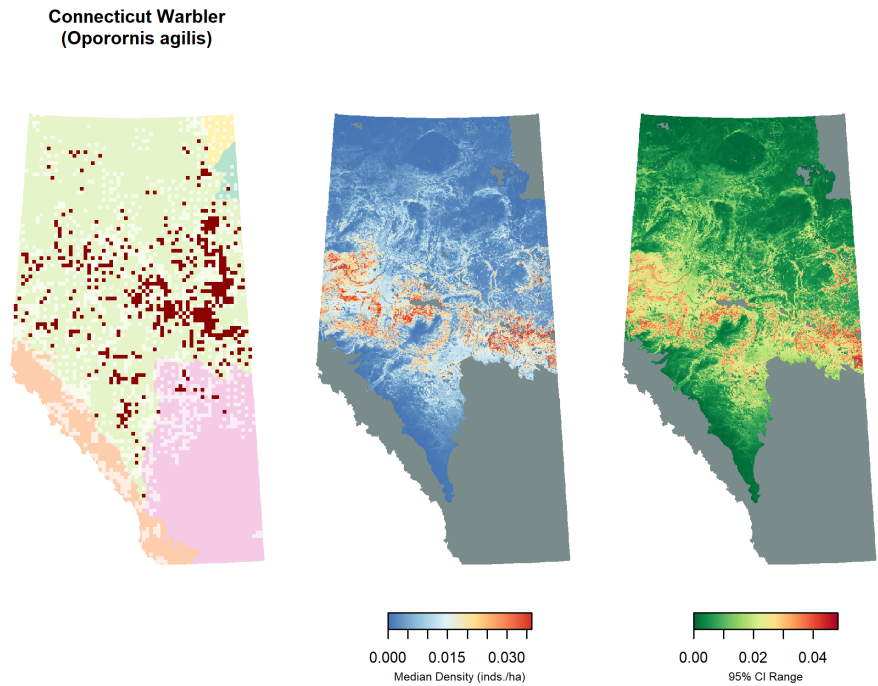 Connecticut Warbler
(Oporornis agilis)
0.000 0.015 0.030
Median Density (inds./ha)
0.00 0.02 0.04
95% CI Range